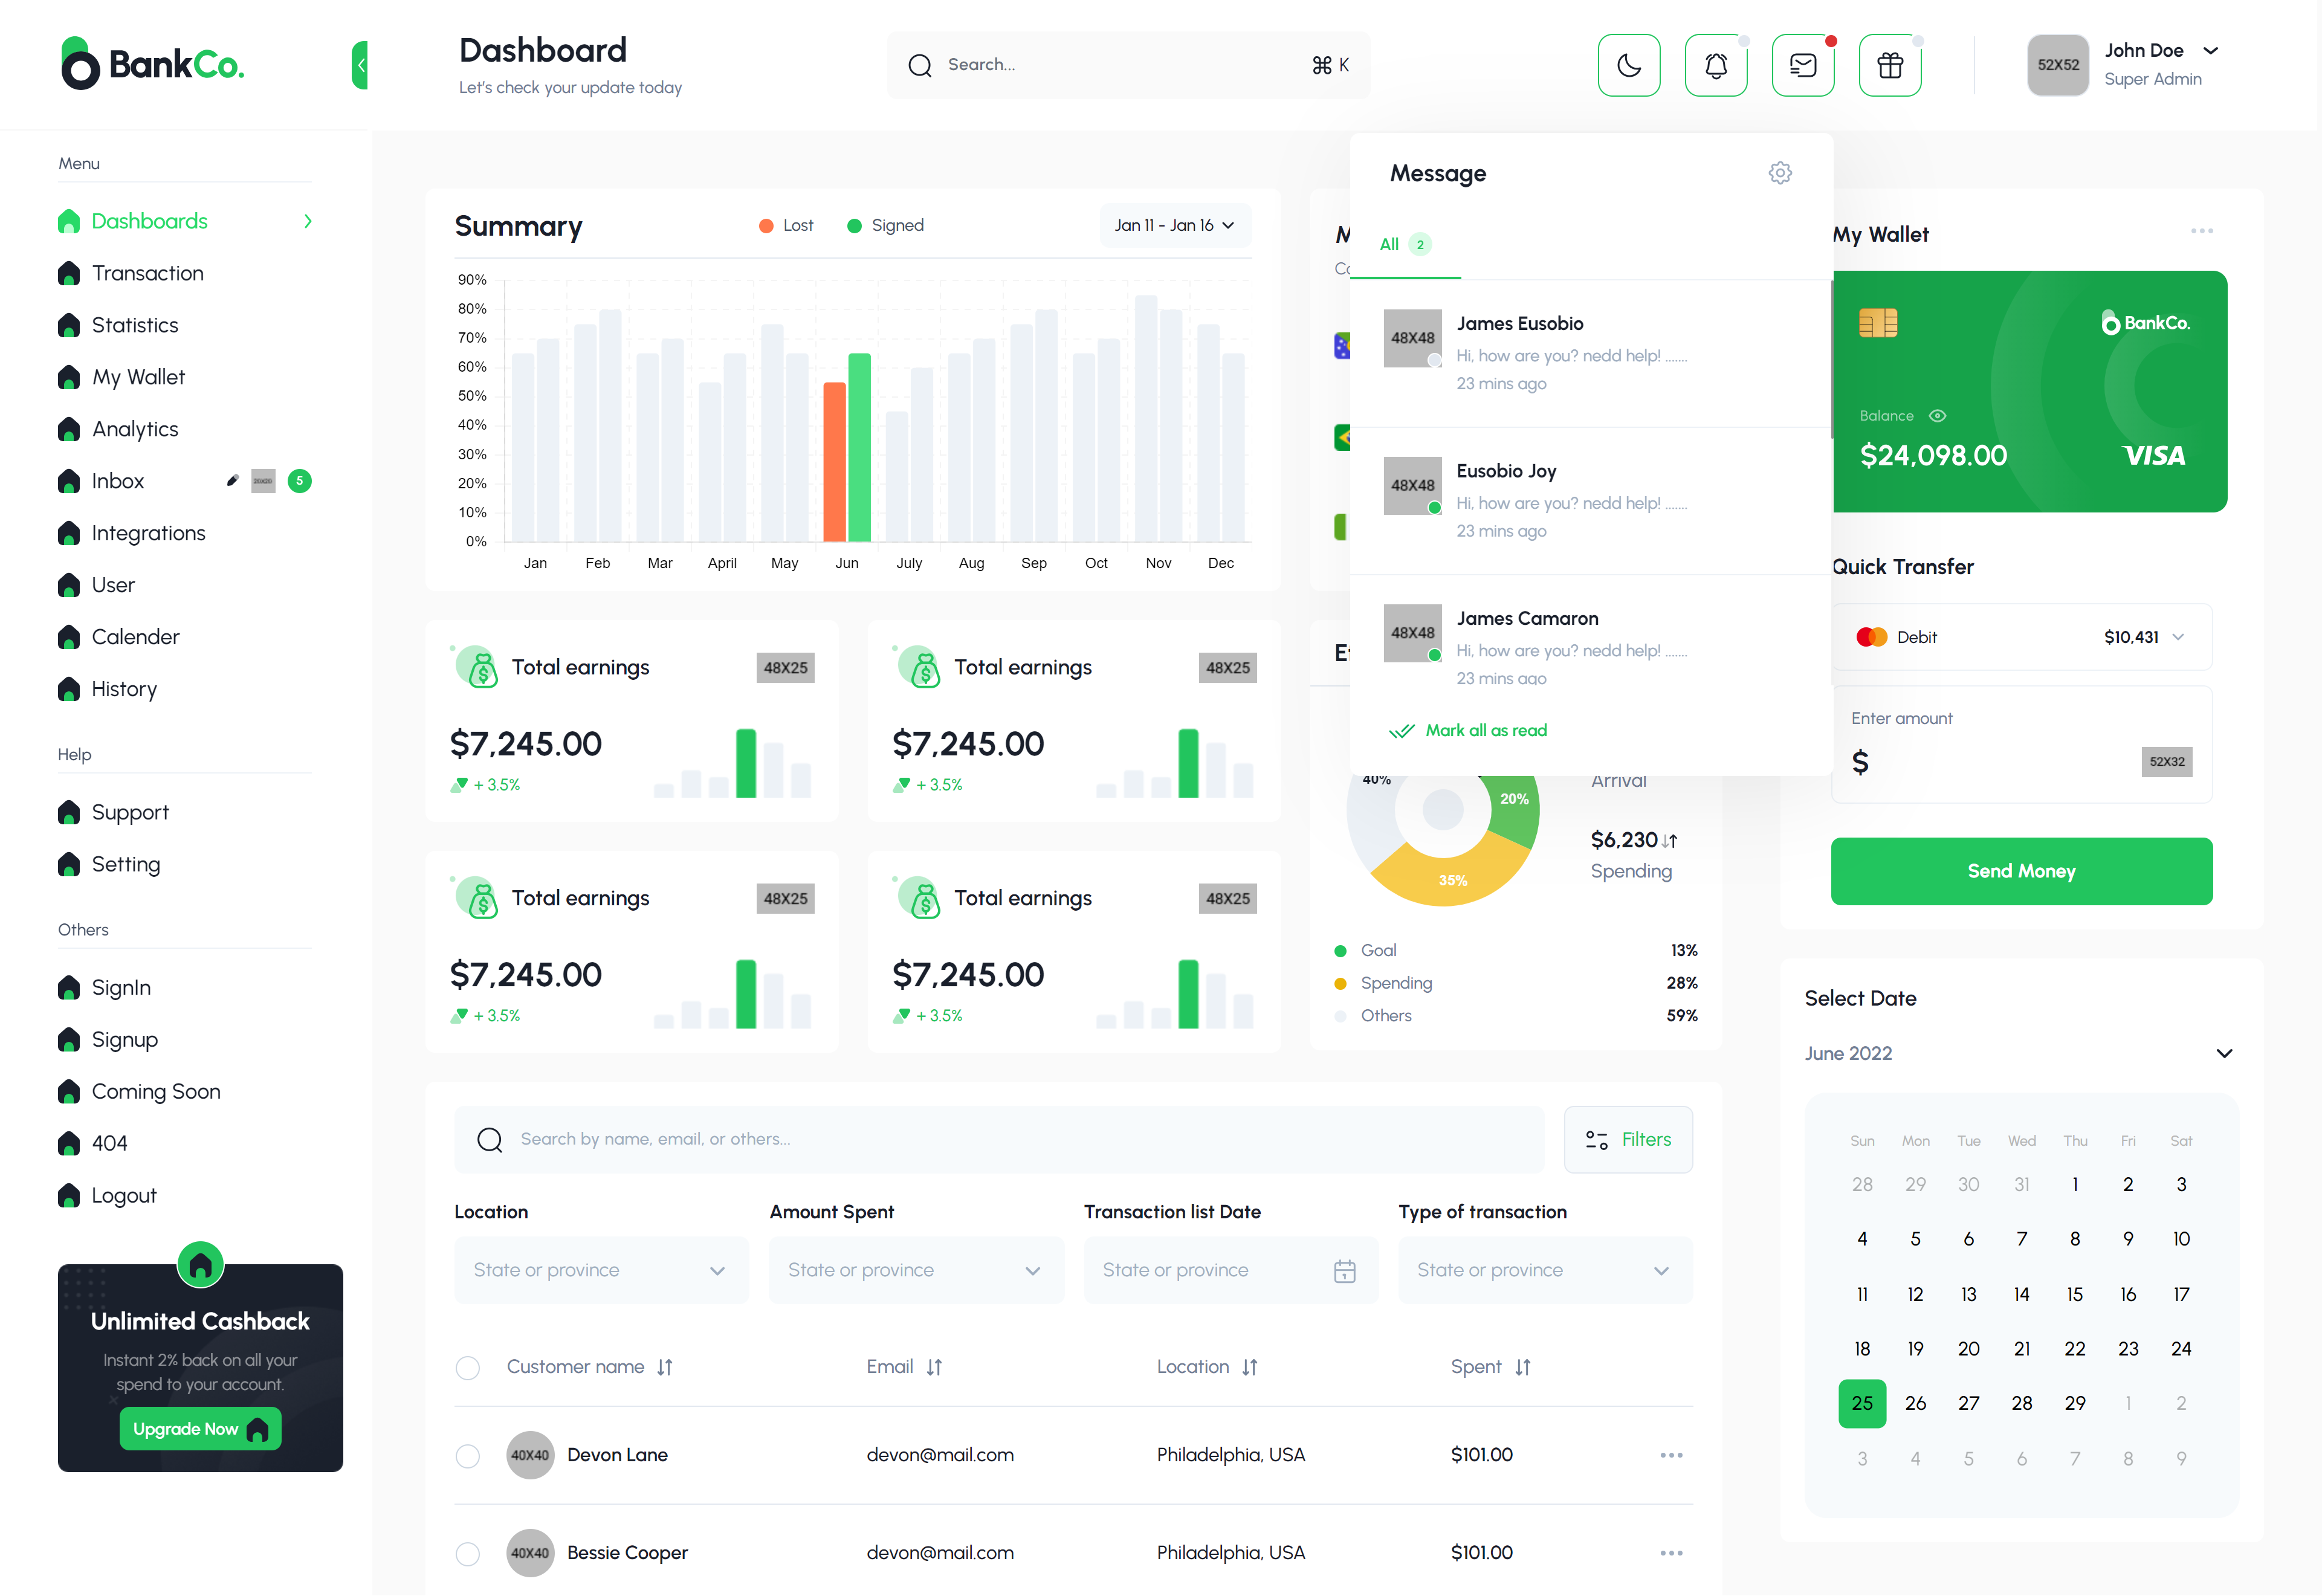 BankCo.
Dashboard
Let's check your update today
Search...
⌘ K
John Doe
Super Admin
52X52
Menu
Dashboards
Transaction
Statistics
My Wallet
Analytics
Inbox
20X20
5
Integrations
User
Calender
History
Help
Support
Setting
Others
SignIn
Signup
Coming Soon
404
Logout
Unlimited Cashback
Instant 2% back on all your
spend to your account.
Upgrade Now
Summary
Lost
Signed
Jan 11 - Jan 16
90%
80%
70%
60%
50%
40%
30%
20%
10%
0%
Jan Feb Mar April May Jun July Aug Sep Oct Nov Dec
Total earnings
48X25
$7,245.00
+ 3.5%
Total earnings
48X25
$7,245.00
+ 3.5%
Total earnings
48X25
$7,245.00
+ 3.5%
Total earnings
48X25
$7,245.00
+ 3.5%
Message
All 2
48X48
James Eusobio
Hi, how are you? nedd help! .......
23 mins ago
48X48
Eusobio Joy
Hi, how are you? nedd help! .......
23 mins ago
48X48
James Camaron
Hi, how are you? nedd help! .......
23 mins ago
Mark all as read
40%
20%
35%
Arrival
$6,230
Spending
Goal 13%
Spending 28%
Others 59%
My Wallet
BankCo.
Balance
$24,098.00
VISA
Quick Transfer
Debit
$10,431
Enter amount
$
52X32
Send Money
Select Date
June 2022
Sun Mon Tue Wed Thu Fri Sat
28 29 30 31 1 2 3
4 5 6 7 8 9 10
11 12 13 14 15 16 17
18 19 20 21 22 23 24
25 26 27 28 29 1 2
3 4 5 6 7 8 9
Search by name, email, or others...
Filters
Location
State or province
Amount Spent
State or province
Transaction list Date
State or province
Type of transaction
State or province
Customer name Email Location Spent
40X40 Devon Lane devon@mail.com Philadelphia, USA $101.00
40X40 Bessie Cooper devon@mail.com Philadelphia, USA $101.00